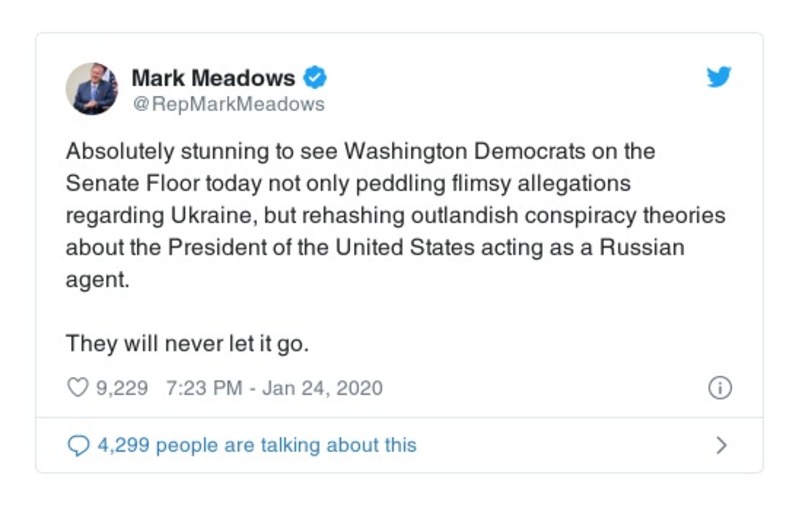 Mark Meadows
@RepMarkMeadows
Absolutely stunning to see Washington Democrats on the
Senate Floor today not only peddling flimsy allegations
regarding Ukraine, but rehashing outlandish conspiracy theories
about the President of the United States acting as a Russian
agent.
They will never let it go.
9,229 7:23 PM - Jan 24, 2020
4,299 people are talking about this